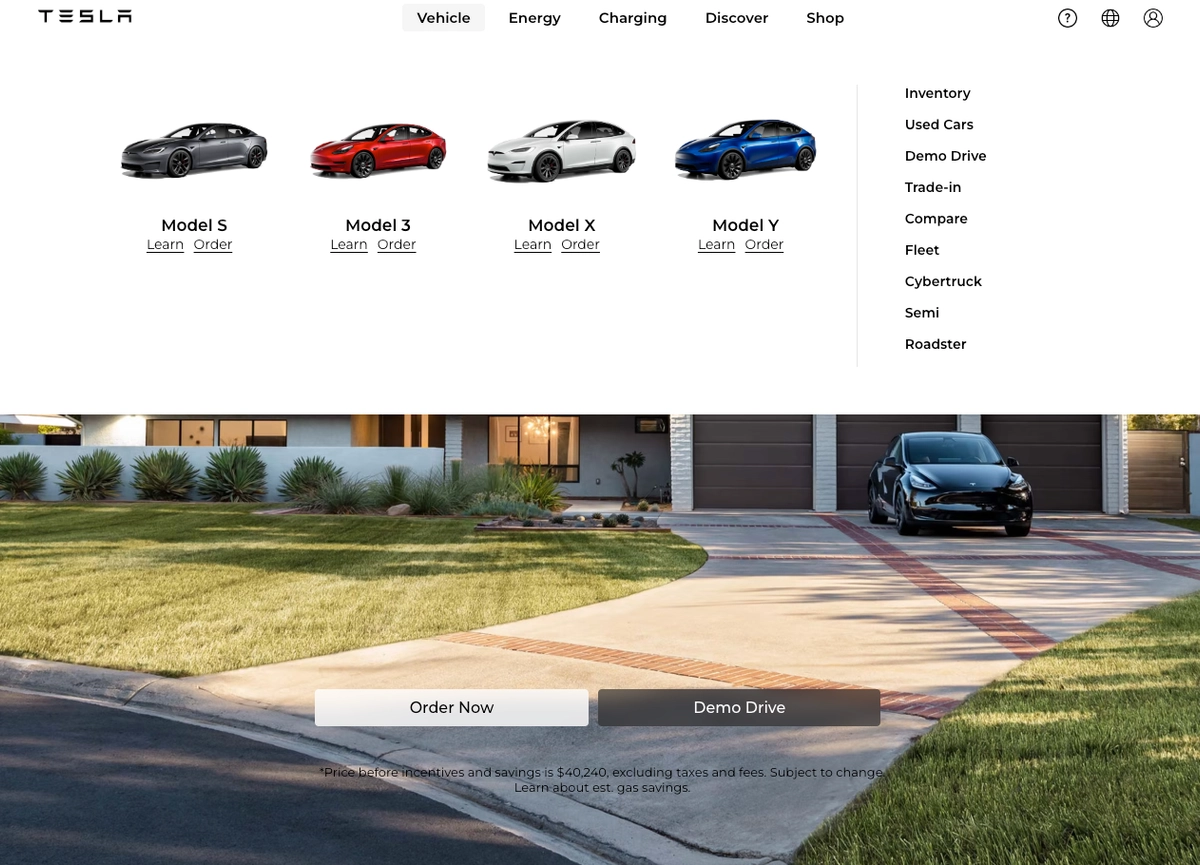 TESLA
Vehicle Energy Charging Discover Shop
?
Model S
Learn Order
Model 3
Learn Order
Model X
Learn Order
Model Y
Learn Order
Inventory
Used Cars
Demo Drive
Trade-in
Compare
Fleet
Cybertruck
Semi
Roadster
Order Now
Demo Drive
*Price before incentives and savings is $40,240, excluding taxes and fees. Subject to change.
Learn about est. gas savings.